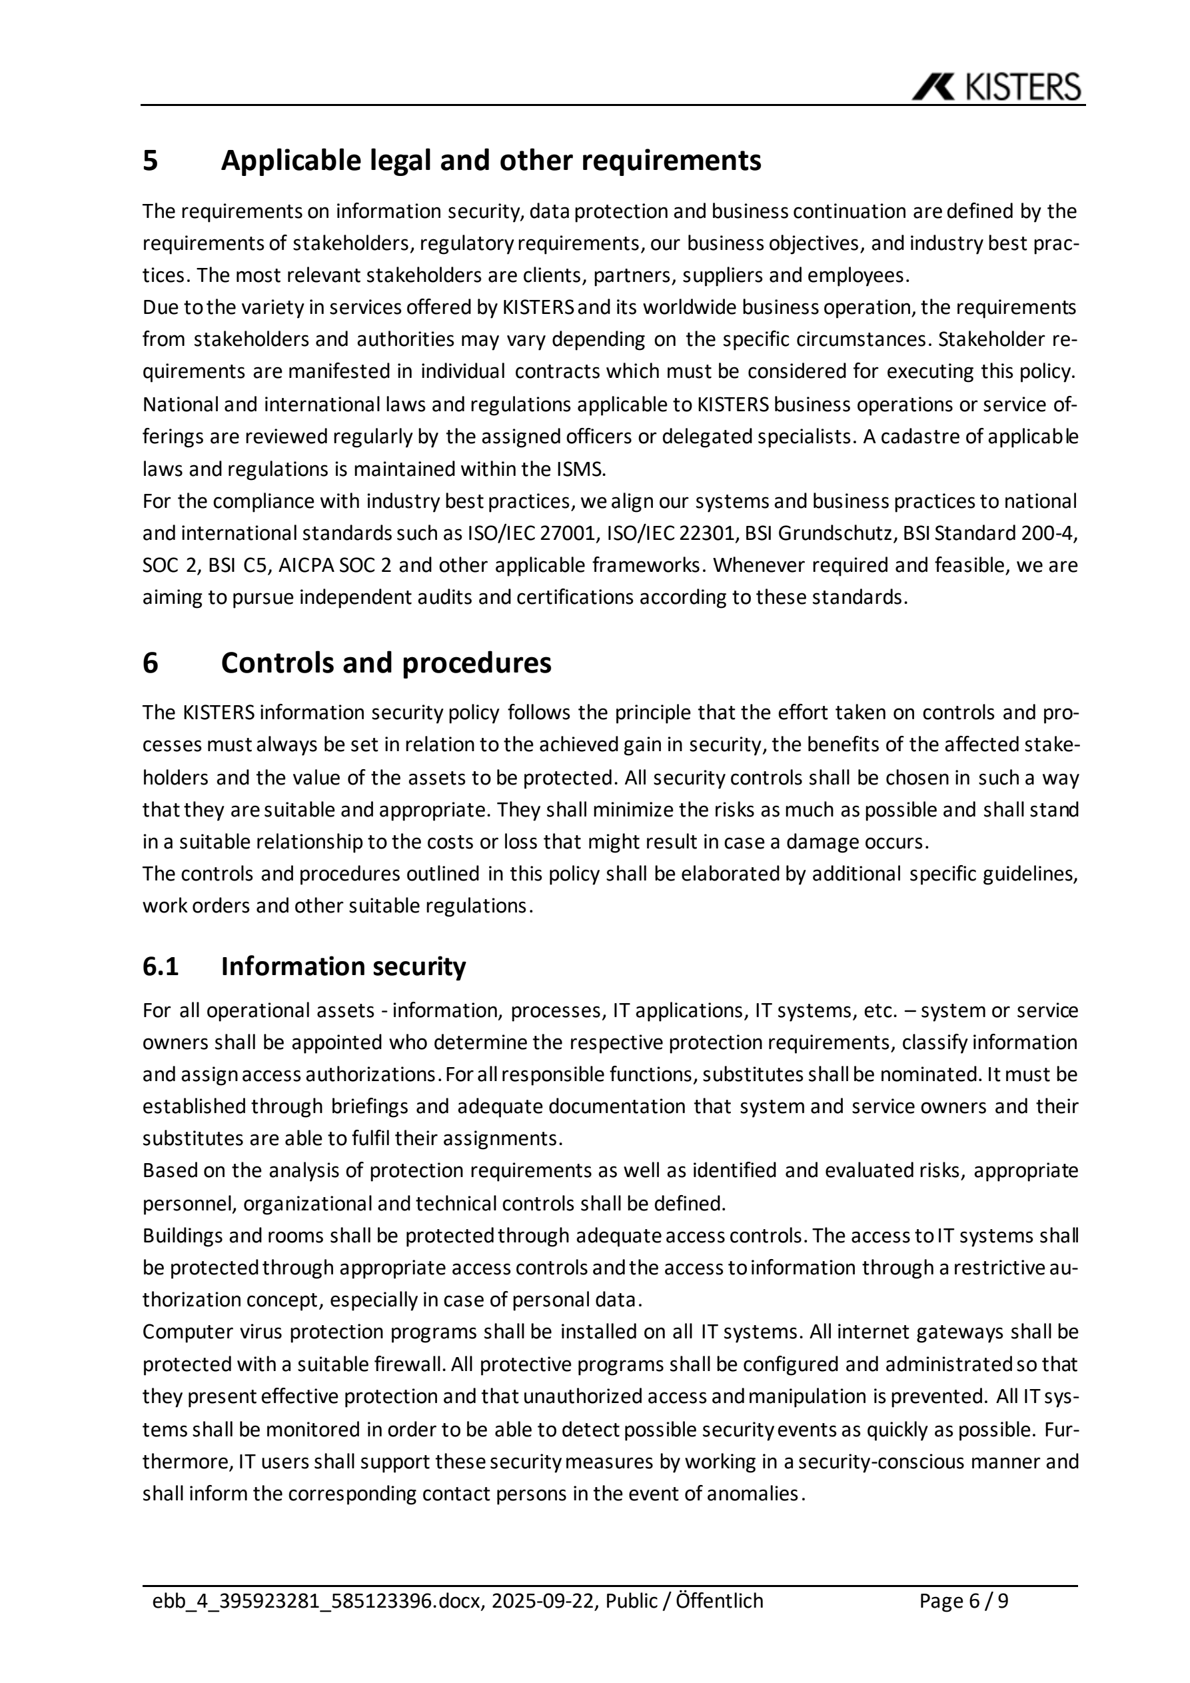 KISTERS
5 Applicable legal and other requirements
The requirements on information security, data protection and business continuation are defined by the
requirements of stakeholders, regulatory requirements, our business objectives, and industry best prac-
tices. The most relevant stakeholders are clients, partners, suppliers and employees.
Due to the variety in services offered by KISTERS and its worldwide business operation, the requirements
from stakeholders and authorities may vary depending on the specific circumstances. Stakeholder re-
quirements are manifested in individual contracts which must be considered for executing this policy.
National and international laws and regulations applicable to KISTERS business operations or service of-
ferings are reviewed regularly by the assigned officers or delegated specialists. A cadastre of applicable
laws and regulations is maintained within the ISMS.
For the compliance with industry best practices, we align our systems and business practices to national
and international standards such as ISO/IEC 27001, ISO/IEC 22301, BSI Grundschutz, BSI Standard 200-4,
SOC 2, BSI C5, AICPA SOC 2 and other applicable frameworks. Whenever required and feasible, we are
aiming to pursue independent audits and certifications according to these standards.
6 Controls and procedures
The KISTERS information security policy follows the principle that the effort taken on controls and pro-
cesses must always be set in relation to the achieved gain in security, the benefits of the affected stake-
holders and the value of the assets to be protected. All security controls shall be chosen in such a way
that they are suitable and appropriate. They shall minimize the risks as much as possible and shall stand
in a suitable relationship to the costs or loss that might result in case a damage occurs.
The controls and procedures outlined in this policy shall be elaborated by additional specific guidelines,
work orders and other suitable regulations.
6.1 Information security
For all operational assets - information, processes, IT applications, IT systems, etc. – system or service
owners shall be appointed who determine the respective protection requirements, classify information
and assign access authorizations. For all responsible functions, substitutes shall be nominated. It must be
established through briefings and adequate documentation that system and service owners and their
substitutes are able to fulfil their assignments.
Based on the analysis of protection requirements as well as identified and evaluated risks, appropriate
personnel, organizational and technical controls shall be defined.
Buildings and rooms shall be protected through adequate access controls. The access to IT systems shall
be protected through appropriate access controls and the access to information through a restrictive au-
thorization concept, especially in case of personal data.
Computer virus protection programs shall be installed on all IT systems. All internet gateways shall be
protected with a suitable firewall. All protective programs shall be configured and administrated so that
they present effective protection and that unauthorized access and manipulation is prevented. All IT sys-
tems shall be monitored in order to be able to detect possible security events as quickly as possible. Fur-
thermore, IT users shall support these security measures by working in a security-conscious manner and
shall inform the corresponding contact persons in the event of anomalies.
ebb_4_395923281_585123396.docx, 2025-09-22, Public / Öffentlich Page 6 / 9